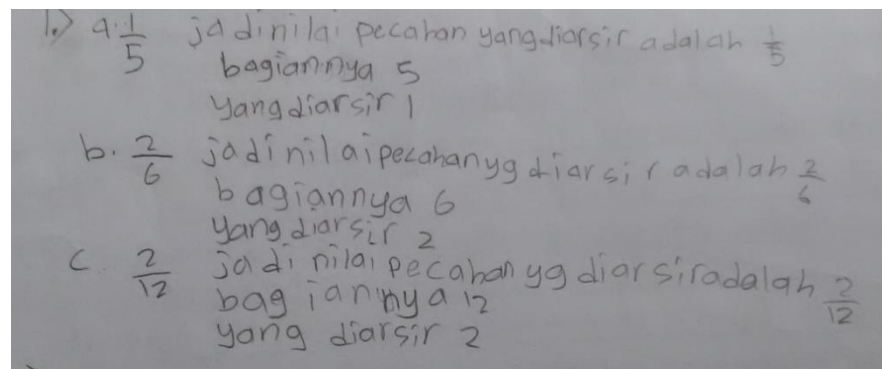 1.) a. 1/5 jadi nilai pecahan yang diarsir adalah 1/5
bagiannya 5
yang diarsir 1
b. 2/6 jadi nilai pecahan yg diarsir adalah 2/6
bagiannya 6
yang diarsir 2
c. 2/12 jadi nilai pecahan yg diarsir adalah 2/12
bagiannya 12
yang diarsir 2